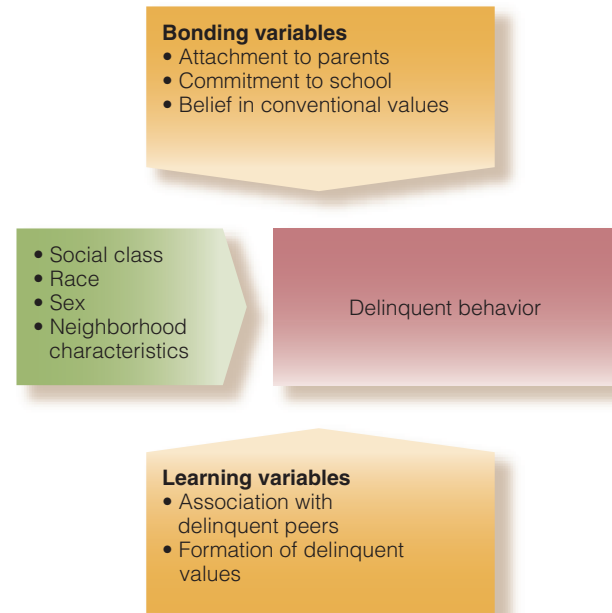 Bonding variables
• Attachment to parents
• Commitment to school
• Belief in conventional values
• Social class
• Race
• Sex
• Neighborhood
characteristics
Delinquent behavior
Learning variables
• Association with
delinquent peers
• Formation of delinquent
values